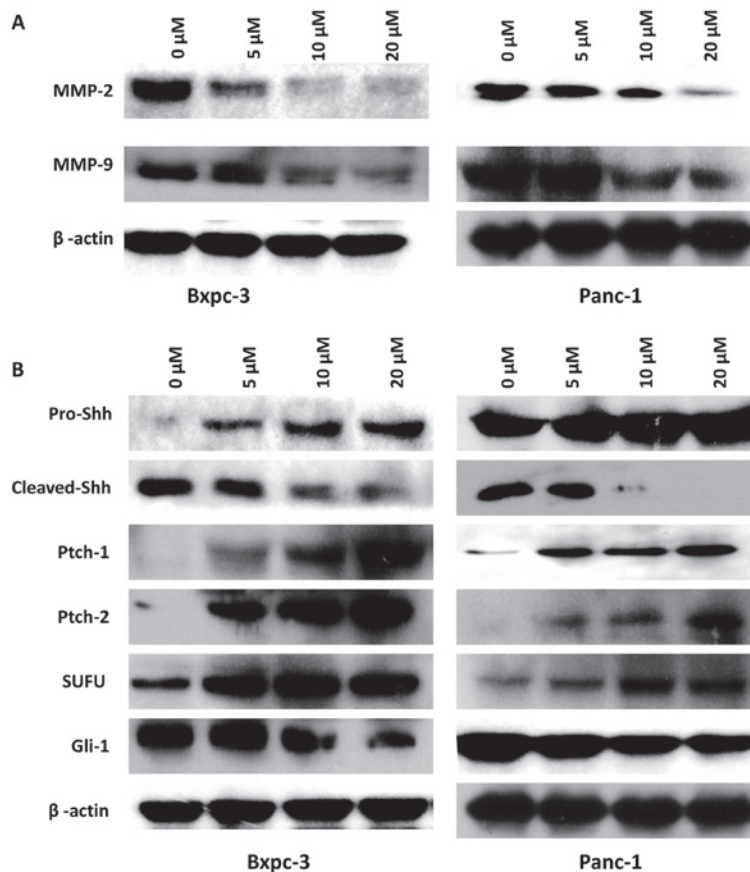 A
0 µM 5 µM 10 µM 20 µM 0 µM 5 µM 10 µM 20 µM
MMP-2
MMP-9
β -actin
Bxpc-3 Panc-1
B
0 µM 5 µM 10 µM 20 µM 0 µM 5 µM 10 µM 20 µM
Pro-Shh
Cleaved-Shh
Ptch-1
Ptch-2
SUFU
Gli-1
β -actin
Bxpc-3 Panc-1